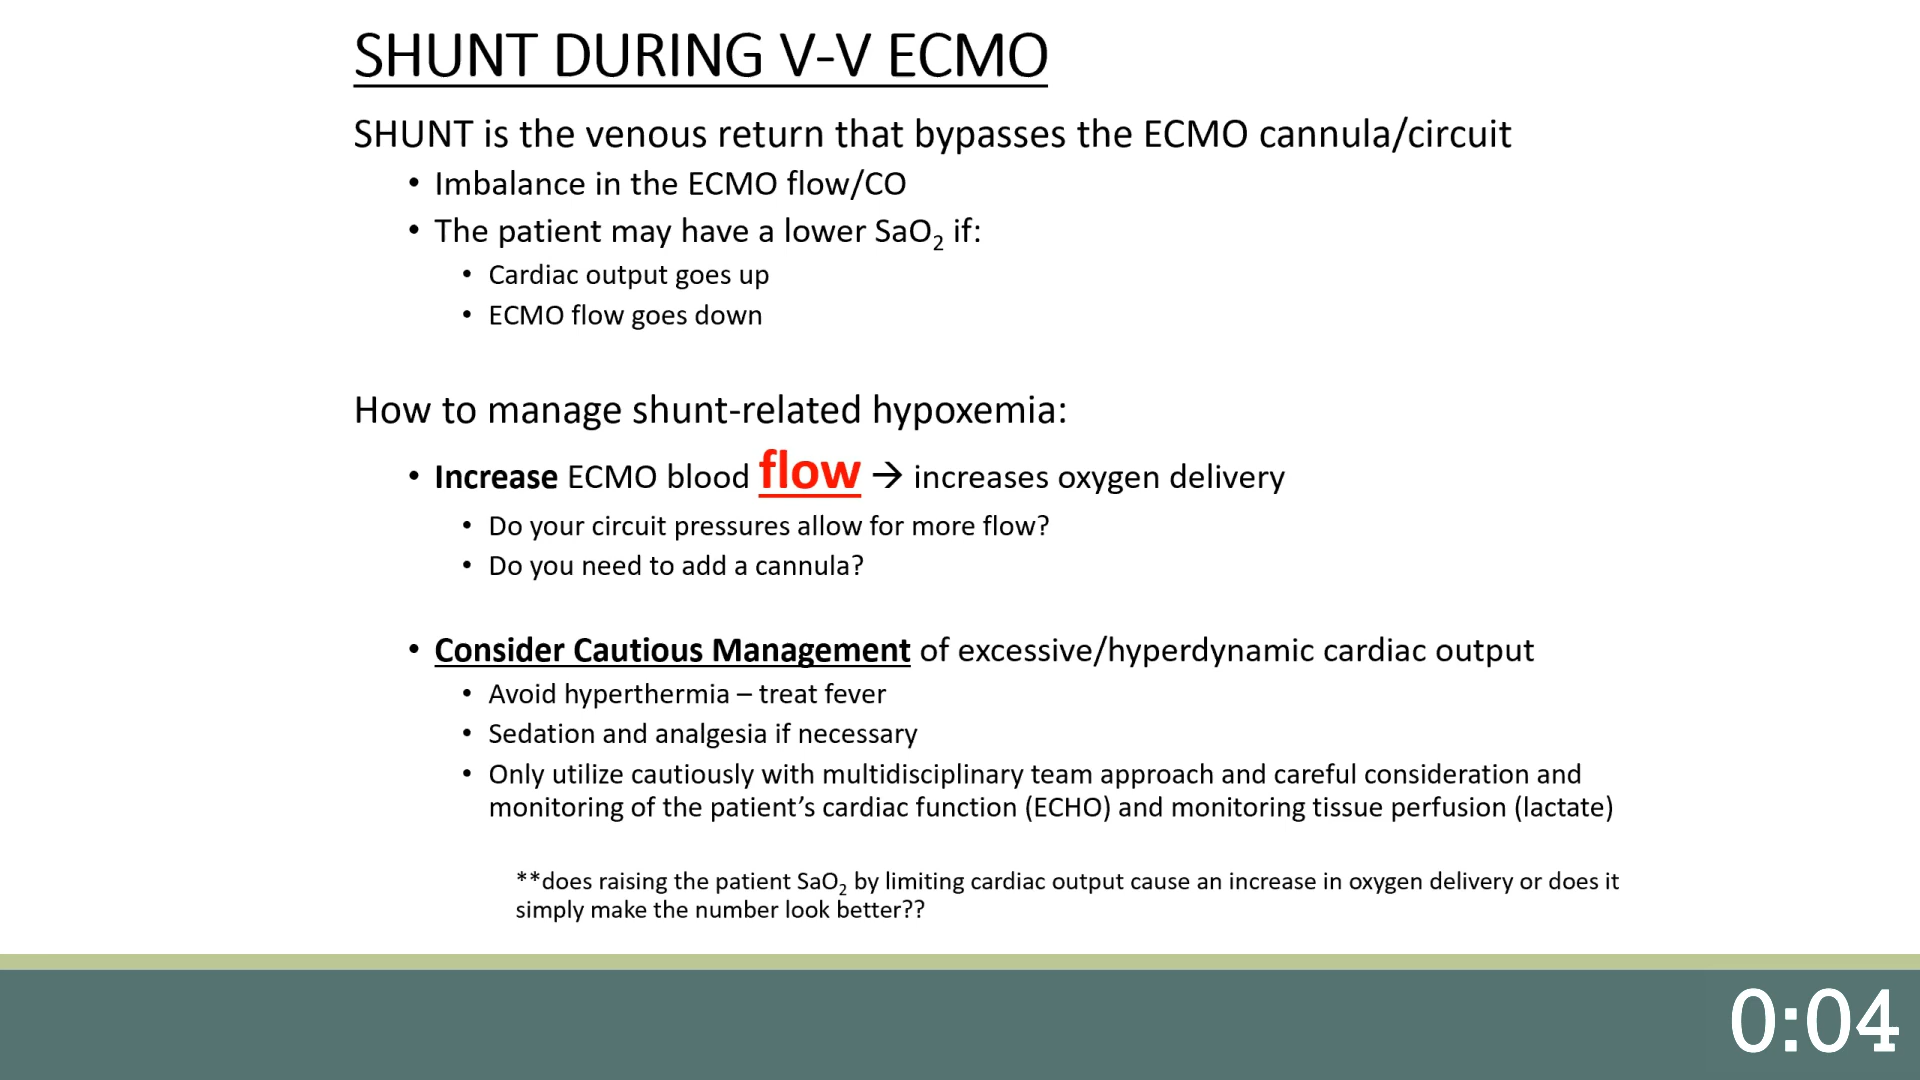 SHUNT DURING V-V ECMO
SHUNT is the venous return that bypasses the ECMO cannula/circuit
• Imbalance in the ECMO flow/CO
• The patient may have a lower SaO₂ if:
• Cardiac output goes up
• ECMO flow goes down
How to manage shunt-related hypoxemia:
• Increase ECMO blood flow → increases oxygen delivery
• Do your circuit pressures allow for more flow?
• Do you need to add a cannula?
• Consider Cautious Management of excessive/hyperdynamic cardiac output
• Avoid hyperthermia – treat fever
• Sedation and analgesia if necessary
• Only utilize cautiously with multidisciplinary team approach and careful consideration and
monitoring of the patient’s cardiac function (ECHO) and monitoring tissue perfusion (lactate)
**does raising the patient SaO₂ by limiting cardiac output cause an increase in oxygen delivery or does it
simply make the number look better??
0:04